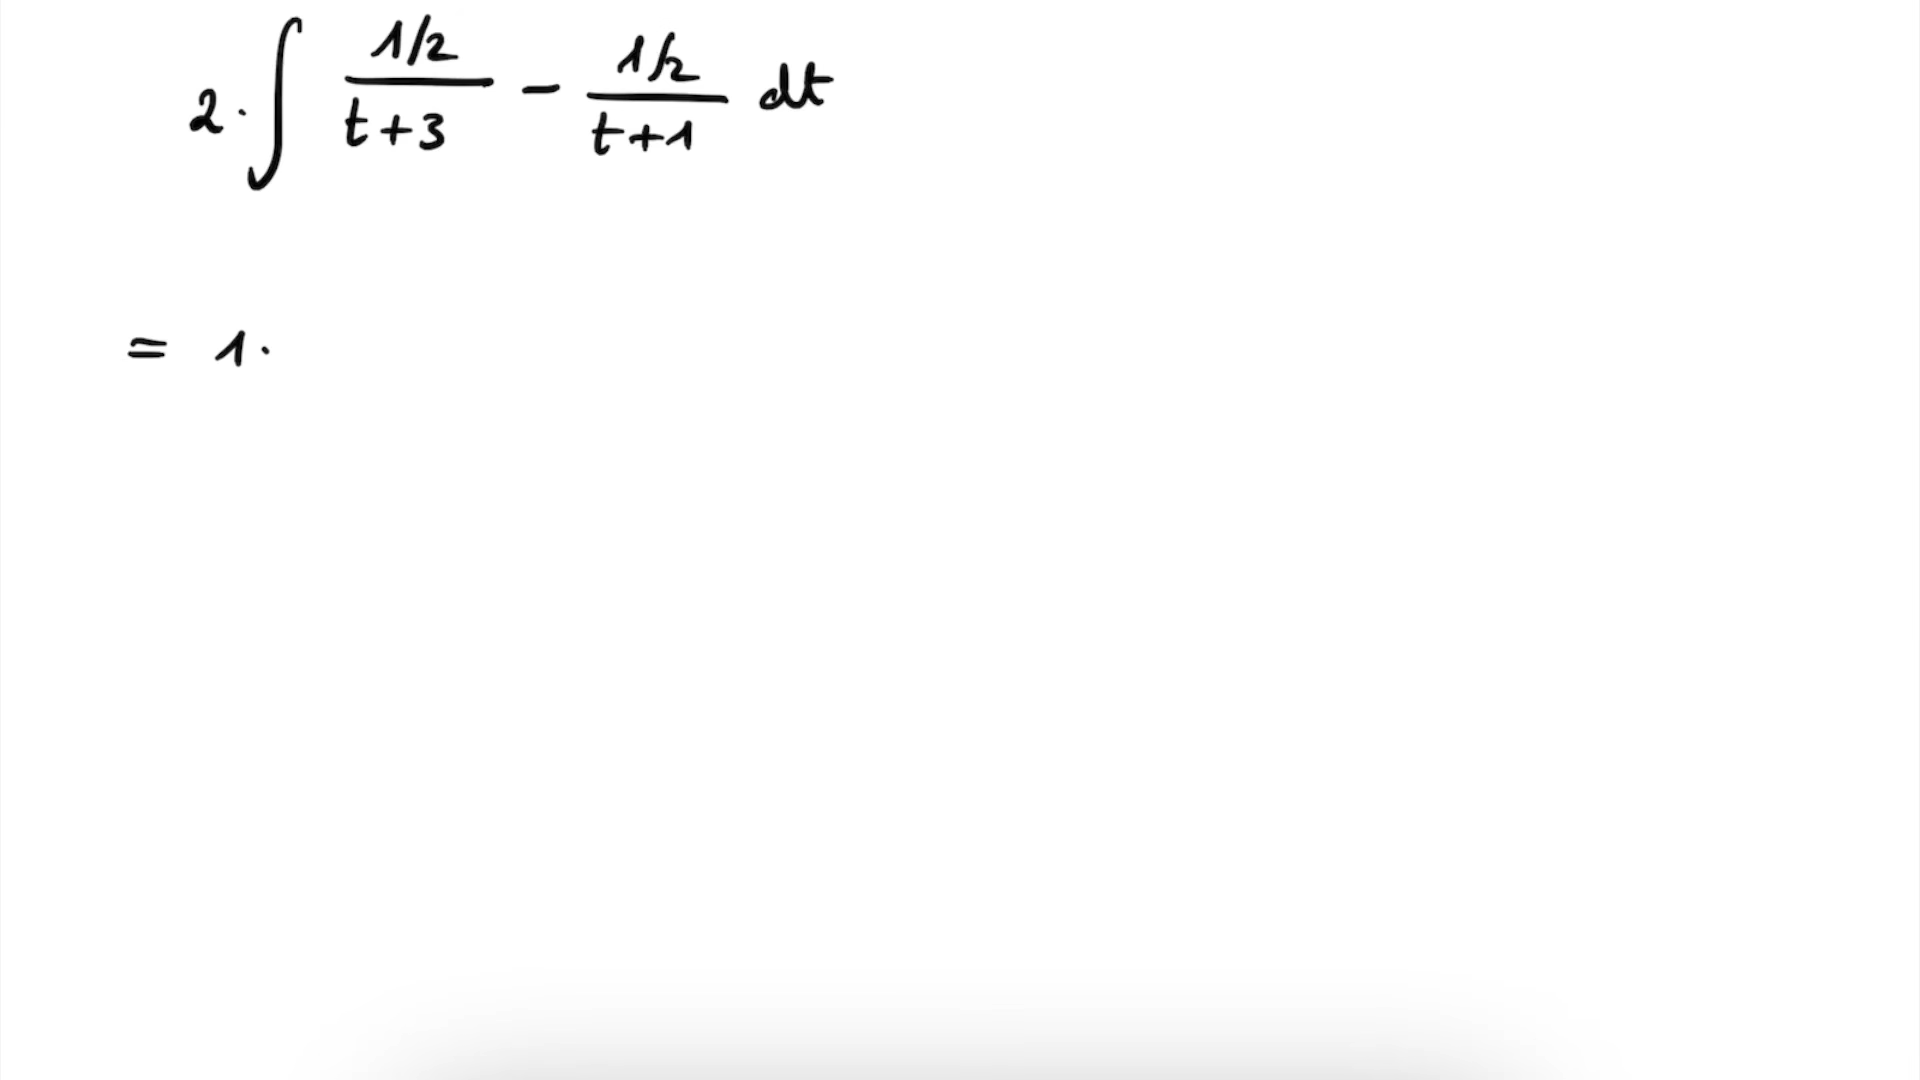 2·∫ (1/2)/(t+3) − (1/2)/(t+1) dt
= 1·